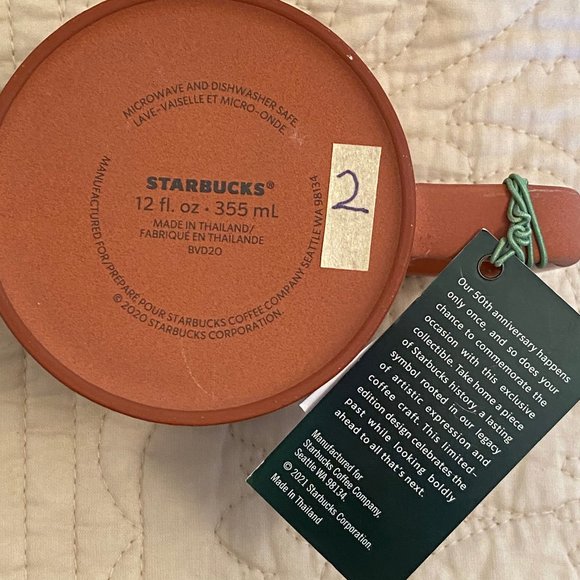 MICROWAVE AND DISHWASHER SAFE
LAVE-VAISELLE ET MICRO-ONDE
STARBUCKS®
12 fl. oz • 355 mL
MADE IN THAILAND/
FABRIQUÉ EN THAILANDE
BVD20
MANUFACTURED FOR/PRÉPARÉ POUR STARBUCKS COFFEE COMPANY SEATTLE WA 98134
©2020 STARBUCKS CORPORATION.
2
Our 50th anniversary happens
only once, and so does your
chance to commemorate the
occasion with this exclusive
collectible. Take home a piece
of Starbucks history, a lasting
symbol rooted in our legacy
of artistic expression and
coffee craft. This limited-
edition design celebrates the
past while looking boldly
ahead to all that's next.
Manufactured for
Starbucks Coffee Company,
Seattle WA 98134.
© 2021 Starbucks Corporation.
Made in Thailand